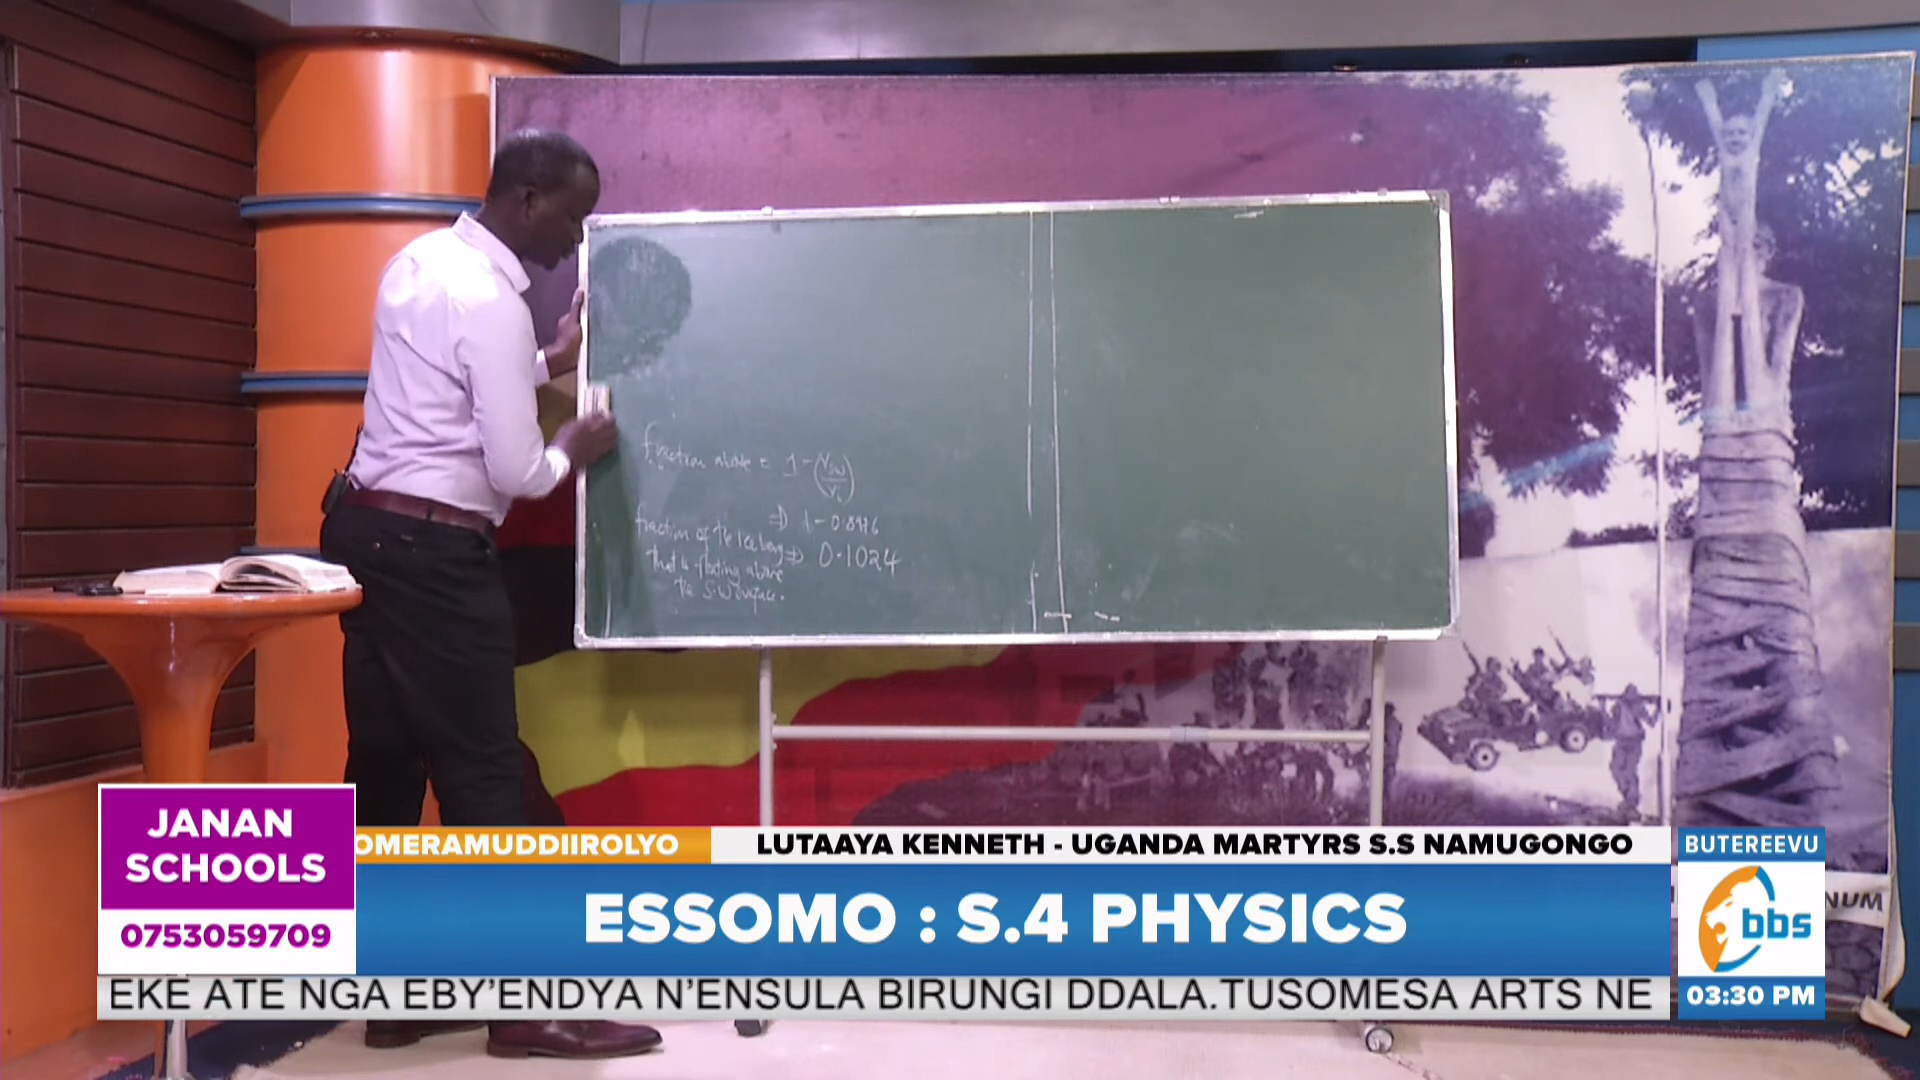 fraction above = 1 - (Vsw/Vi)
⇒ 1 - 0.8976
fraction of the Iceberg ⇒ 0.1024
that is floating above
the s.w surface.
JANAN
SCHOOLS
0753059709
OMERAMUDDIIROLYO
LUTAAYA KENNETH - UGANDA MARTYRS S.S NAMUGONGO
ESSOMO : S.4 PHYSICS
EKE ATE NGA EBY'ENDYA N'ENSULA BIRUNGI DDALA.TUSOMESA ARTS NE
BUTEREEVU
bbs
03:30 PM
NUM